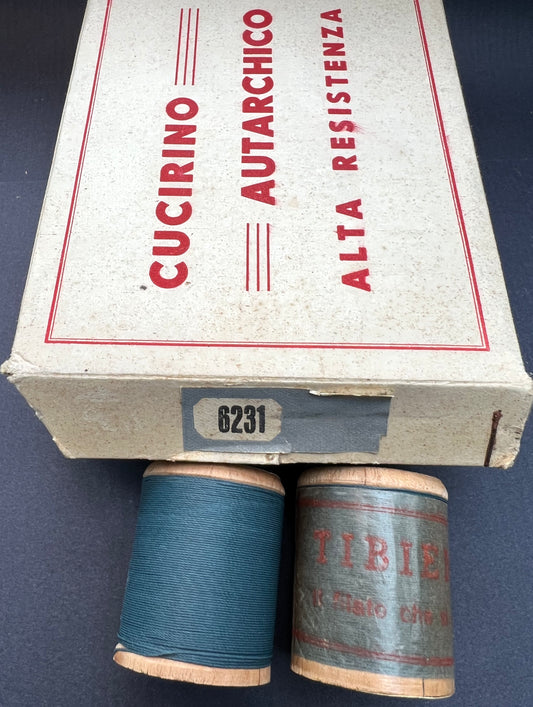 CUCIRINO
AUTARCHICO
ALTA RESISTENZA
6231
TIBIE
il filato che